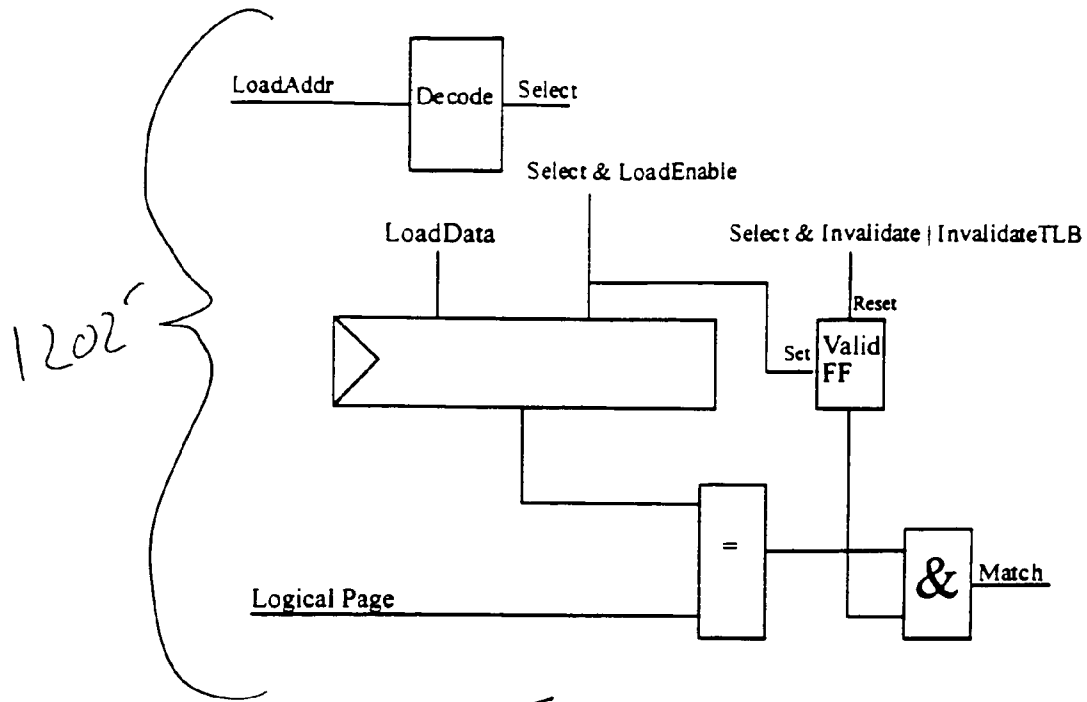 LoadAddr
Decode
Select
Select & LoadEnable
LoadData
Select & Invalidate | InvalidateTLB
Reset
Set
Valid
FF
1202'
=
&
Match
Logical Page